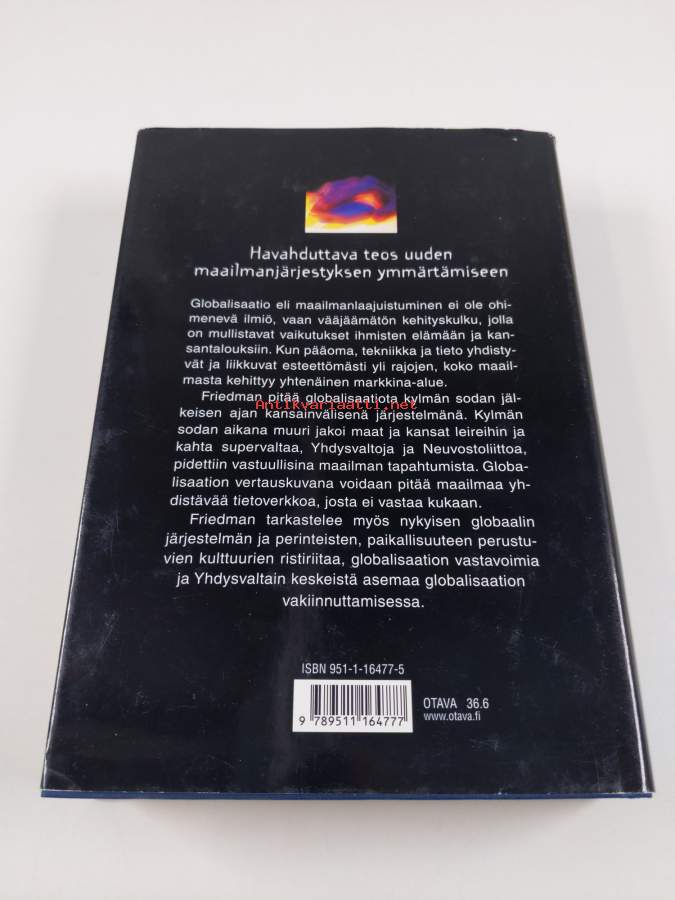 Havahduttava teos uuden
maailmanjärjestyksen ymmärtämiseen
Globalisaatio eli maailmanlaajuistuminen ei ole ohi-
menevä ilmiö, vaan vääjäämätön kehityskulku, jolla
on mullistavat vaikutukset ihmisten elämään ja kan-
santalouksiin. Kun pääoma, tekniikka ja tieto yhdisty-
vät ja liikkuvat esteettömästi yli rajojen, koko maail-
masta kehittyy yhtenäinen markkina-alue.
Friedman pitää globalisaatiota kylmän sodan jäl-
Antikvariaatti.net
keisen ajan kansainvälisenä järjestelmänä. Kylmän
sodan aikana muuri jakoi maat ja kansat leireihin ja
kahta supervaltaa, Yhdysvaltoja ja Neuvostoliittoa,
pidettiin vastuullisina maailman tapahtumista. Globa-
lisaation vertauskuvana voidaan pitää maailmaa yh-
distävää tietoverkkoa, josta ei vastaa kukaan.
Friedman tarkastelee myös nykyisen globaalin
järjestelmän ja perinteisten, paikallisuuteen perustu-
vien kulttuurien ristiriitaa, globalisaation vastavoimia
ja Yhdysvaltain keskeistä asemaa globalisaation
vakiinnuttamisessa.
ISBN 951-1-16477-5
9 789511 164777
OTAVA 36.6
www.otava.fi